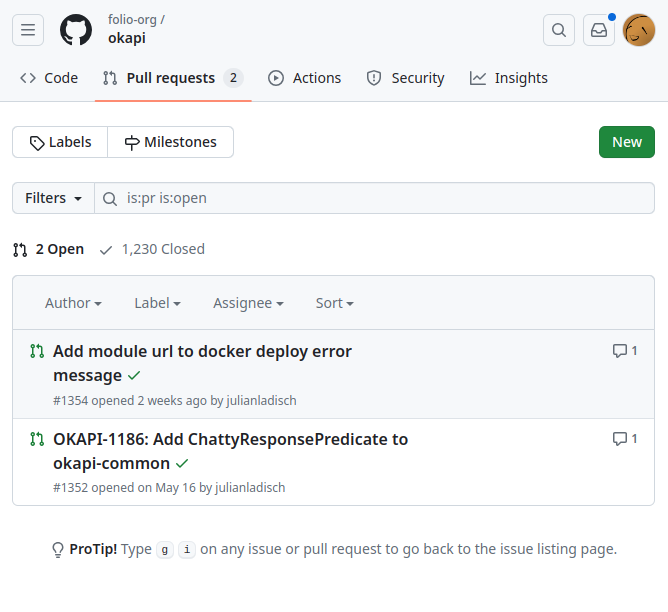 folio-org /
okapi
Code
Pull requests 2
Actions
Security
Insights
Labels
Milestones
New
Filters
is:pr is:open
2 Open
1,230 Closed
Author
Label
Assignee
Sort
Add module url to docker deploy error
message
1
#1354 opened 2 weeks ago by julianladisch
OKAPI-1186: Add ChattyResponsePredicate to
okapi-common
1
#1352 opened on May 16 by julianladisch
ProTip! Type g i on any issue or pull request to go back to the issue listing page.